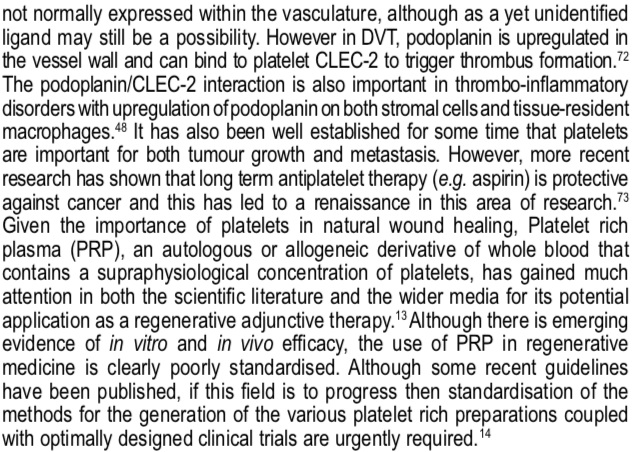 not normally expressed within the vasculature, although as a yet unidentified
ligand may still be a possibility. However in DVT, podoplanin is upregulated in
the vessel wall and can bind to platelet CLEC-2 to trigger thrombus formation.72
The podoplanin/CLEC-2 interaction is also important in thrombo-inflammatory
disorders with upregulation of podoplanin on both stromal cells and tissue-resident
macrophages.48 It has also been well established for some time that platelets
are important for both tumour growth and metastasis. However, more recent
research has shown that long term antiplatelet therapy (e.g. aspirin) is protective
against cancer and this has led to a renaissance in this area of research.73
Given the importance of platelets in natural wound healing, Platelet rich
plasma (PRP), an autologous or allogeneic derivative of whole blood that
contains a supraphysiological concentration of platelets, has gained much
attention in both the scientific literature and the wider media for its potential
application as a regenerative adjunctive therapy.13 Although there is emerging
evidence of in vitro and in vivo efficacy, the use of PRP in regenerative
medicine is clearly poorly standardised. Although some recent guidelines
have been published, if this field is to progress then standardisation of the
methods for the generation of the various platelet rich preparations coupled
with optimally designed clinical trials are urgently required.14